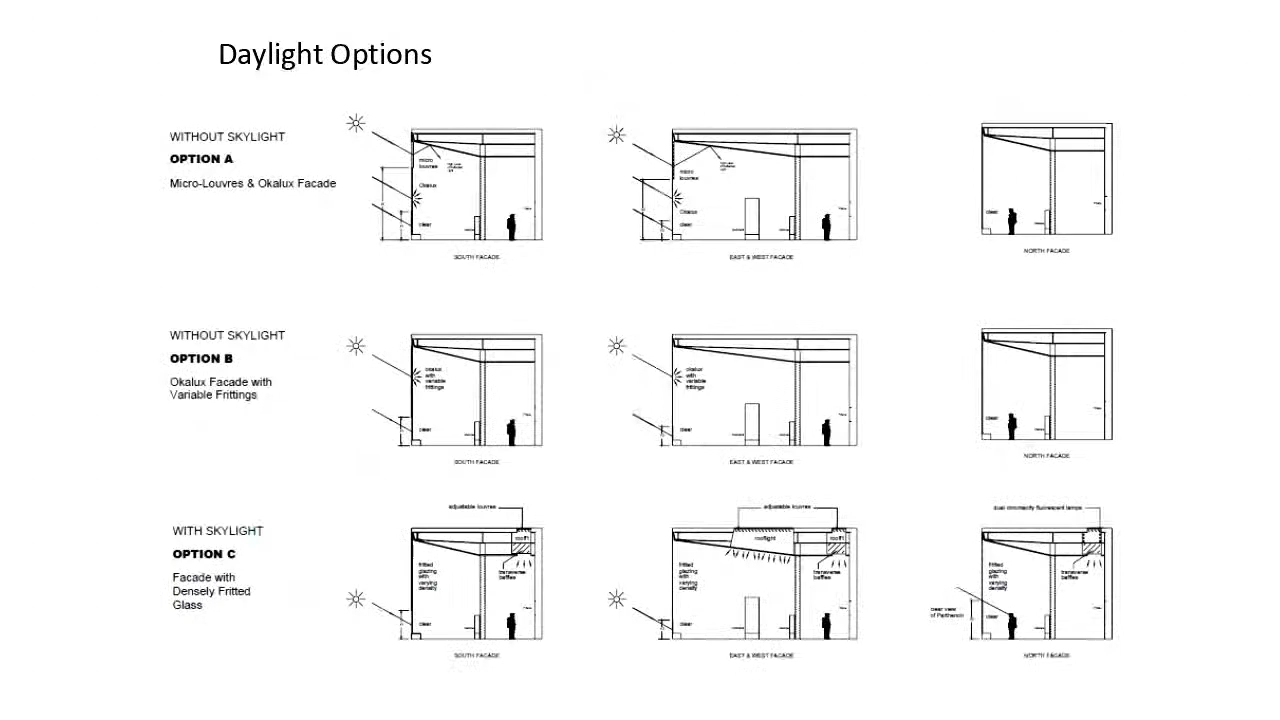 Daylight Options
WITHOUT SKYLIGHT
OPTION A
Micro-Louvres & Okalux Facade
micro
louvres
Okalux
clear
SOUTH FACADE
micro
louvres
Okalux
clear
EAST & WEST FACADE
clear
NORTH FACADE
WITHOUT SKYLIGHT
OPTION B
Okalux Facade with
Variable Frittings
okalux
with
variable
frittings
clear
SOUTH FACADE
okalux
with
variable
frittings
clear
EAST & WEST FACADE
clear
NORTH FACADE
WITH SKYLIGHT
OPTION C
Facade with
Densely Fritted
Glass
adjustable louvres
fritted
glazing
with
varying
density
transverse
baffles
clear
SOUTH FACADE
adjustable louvres
rooflight
fritted
glazing
with
varying
density
transverse
baffles
clear
EAST & WEST FACADE
fluorescent lamps
fritted
glazing
with
varying
density
transverse
baffles
clear view
of Parthenon
clear
NORTH FACADE